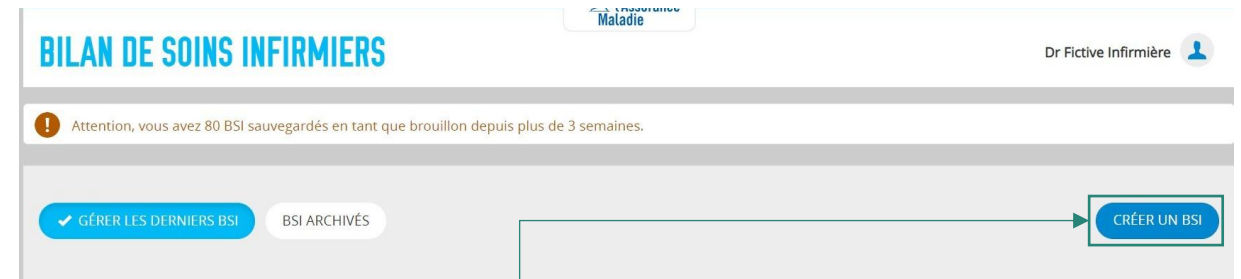 Maladie
BILAN DE SOINS INFIRMIERS
Dr Fictive Infirmière
Attention, vous avez 80 BSI sauvegardés en tant que brouillon depuis plus de 3 semaines.
GÉRER LES DERNIERS BSI
BSI ARCHIVÉS
CRÉER UN BSI